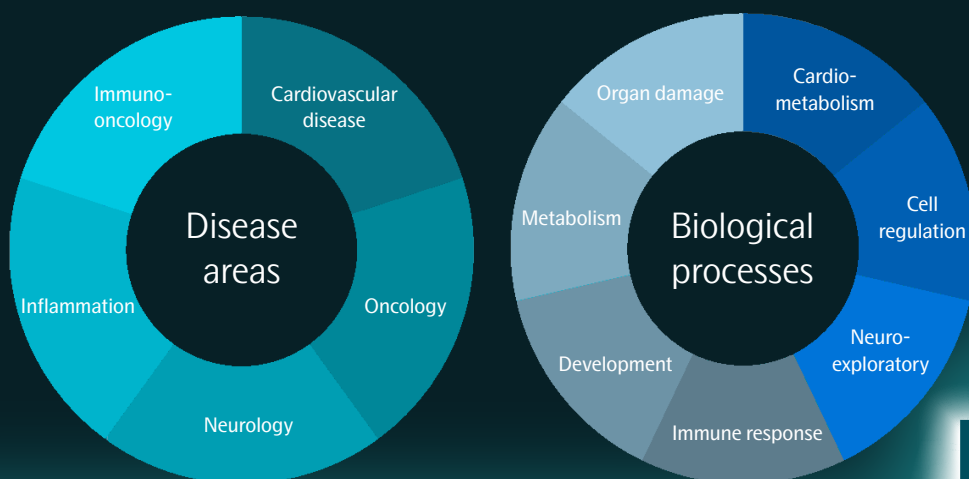 Immuno-
oncology
Cardiovascular
disease
Disease
areas
Inflammation
Oncology
Neurology
Organ damage
Cardio-
metabolism
Metabolism
Biological
processes
Cell
regulation
Development
Neuro-
exploratory
Immune response